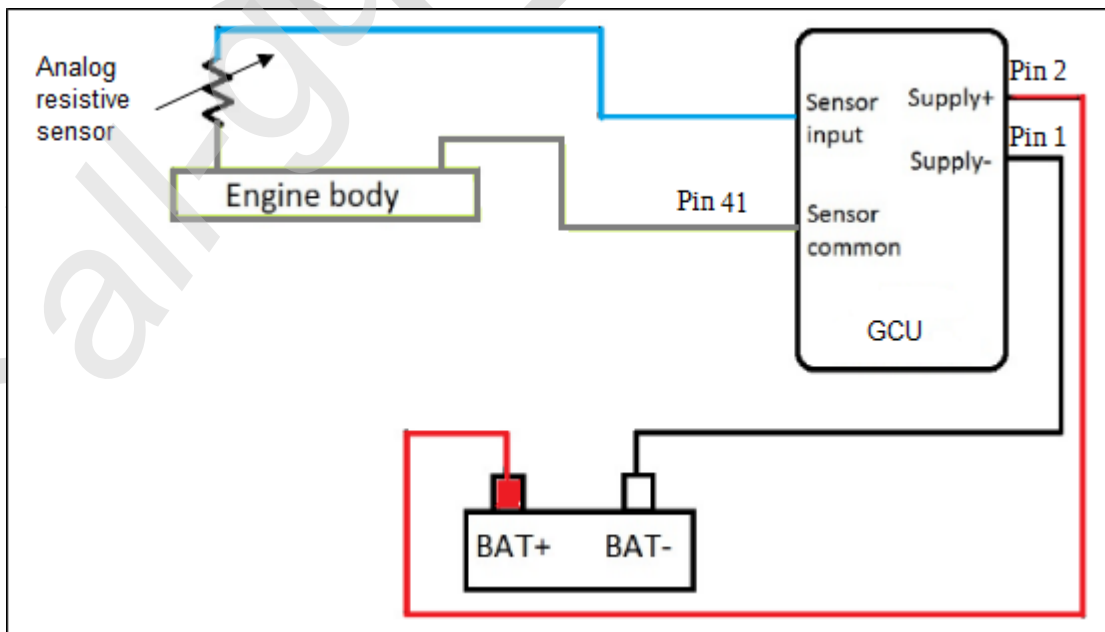 Analog
resistive
sensor
Engine body
Pin 41
Sensor
input
Sensor
common
Supply+
Supply-
GCU
Pin 2
Pin 1
BAT+ BAT-